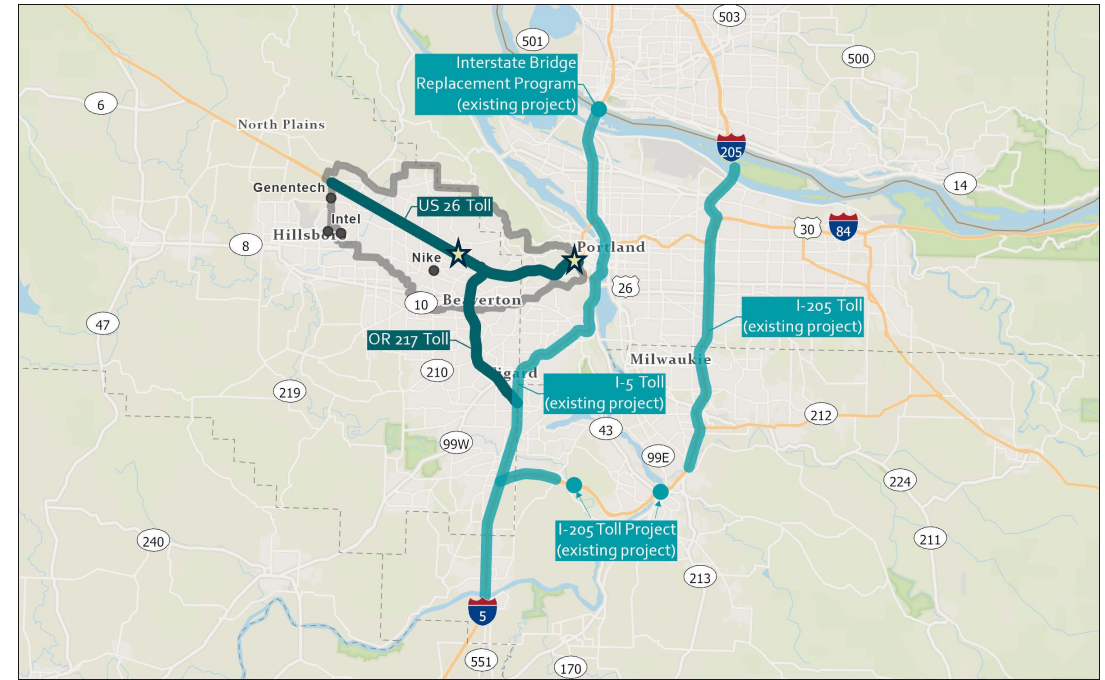 503
501
500
Interstate Bridge
Replacement Program
(existing project)
6
North Plains
205
14
Genentech
US 26 Toll
Intel
Hillsbor
8
30
84
Portland
Nike
26
10
Beaverton
I-205 Toll
(existing project)
47
OR 217 Toll
Milwaukie
210
Tigard
I-5 Toll
(existing project)
219
212
43
99W
99E
224
I-205 Toll Project
(existing project)
240
211
213
5
551
170